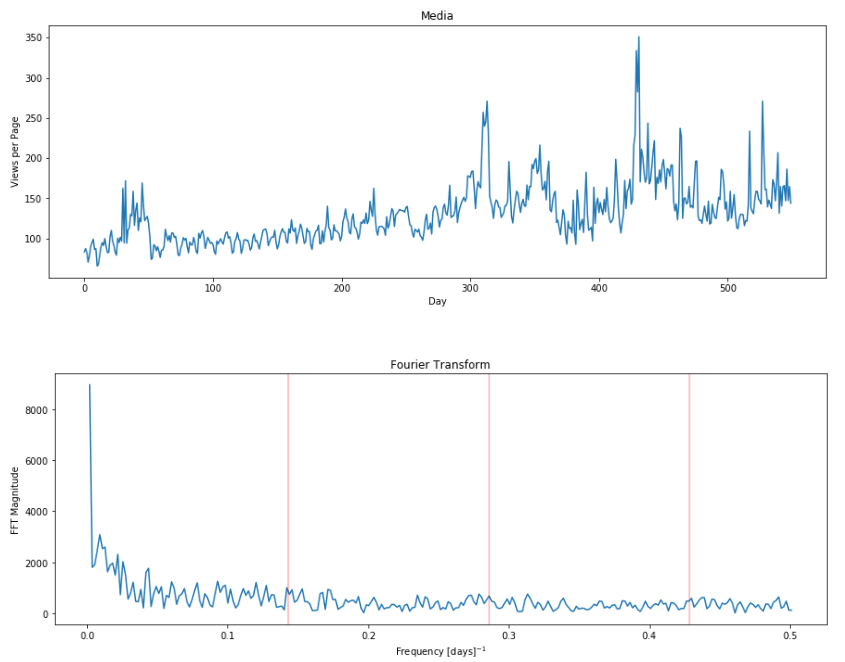 Media
350
300
250
200
150
100
Views per Page
0 100 200 300 400 500
Day
Fourier Transform
8000
6000
4000
2000
0
FFT Magnitude
0.0 0.1 0.2 0.3 0.4 0.5
Frequency [days]⁻¹